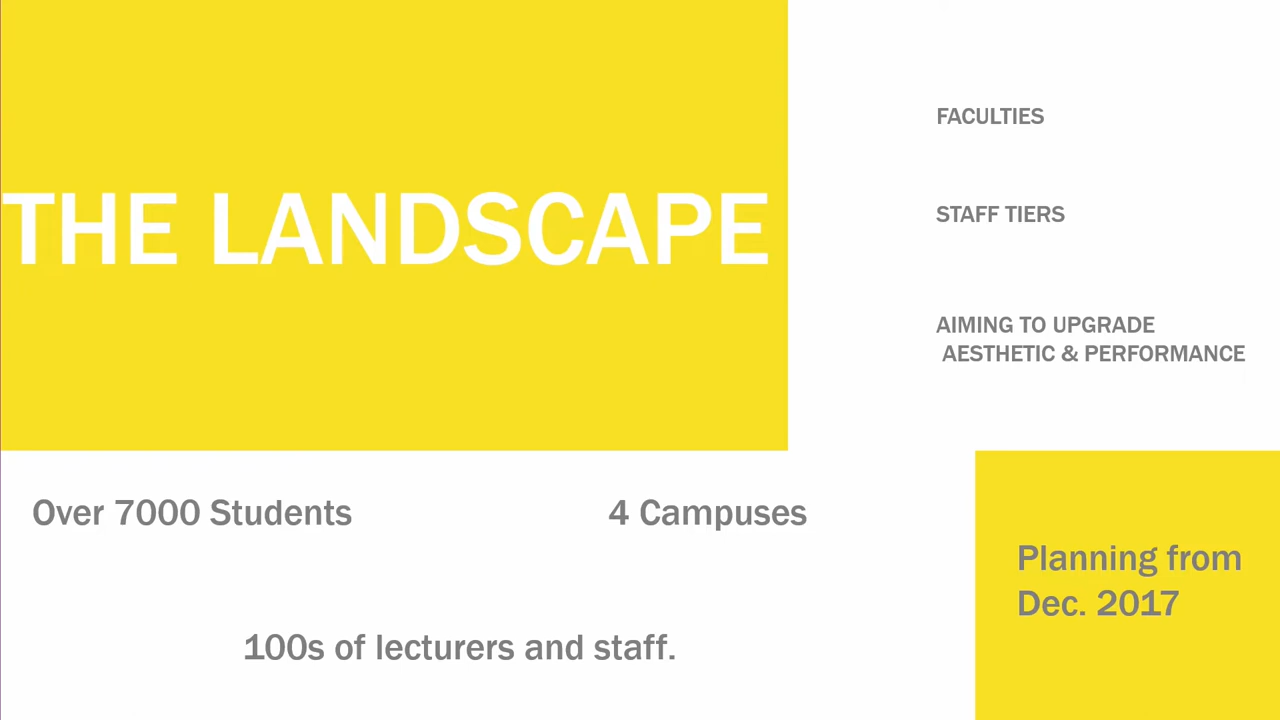 THE LANDSCAPE
FACULTIES
STAFF TIERS
AIMING TO UPGRADE
AESTHETIC & PERFORMANCE
Over 7000 Students
4 Campuses
100s of lecturers and staff.
Planning from
Dec. 2017